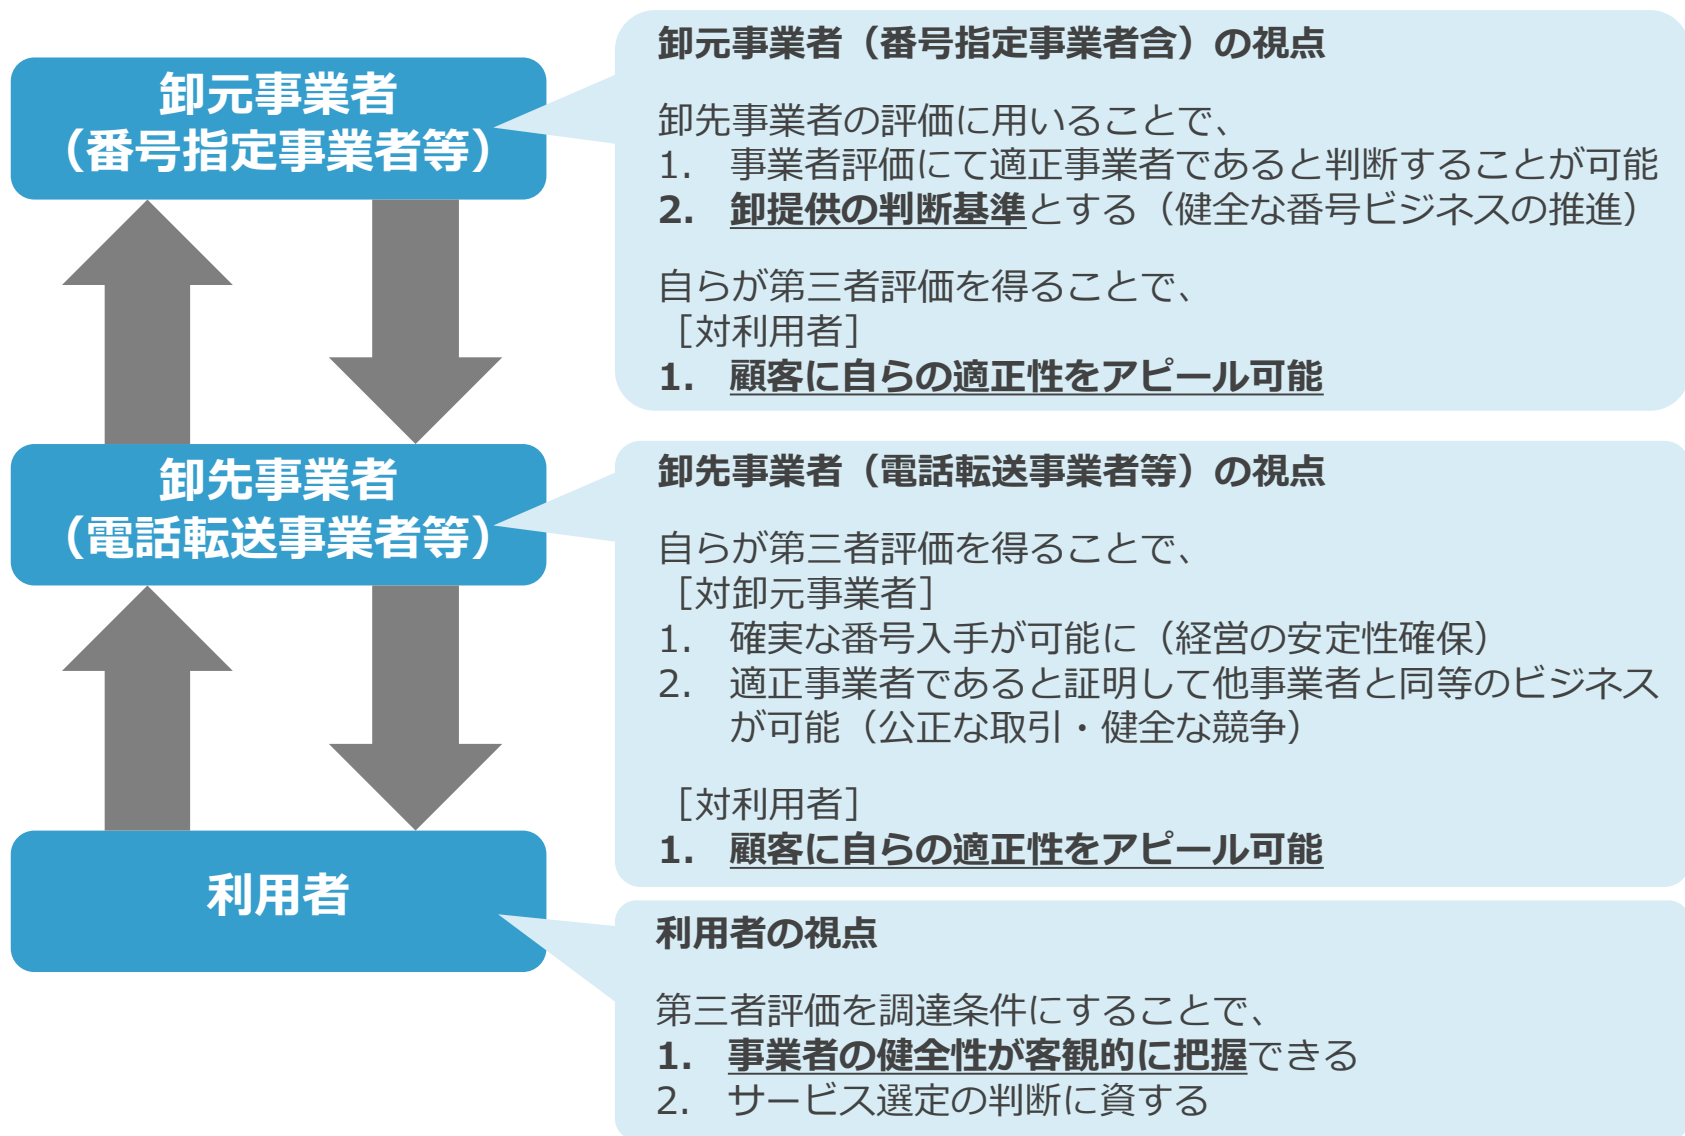 卸元事業者
（番号指定事業者等）
卸元事業者（番号指定事業者含）の視点
卸先事業者の評価に用いることで、
1. 事業者評価にて適正事業者であると判断することが可能
2. 卸提供の判断基準とする（健全な番号ビジネスの推進）
自らが第三者評価を得ることで、
［対利用者］
1. 顧客に自らの適正性をアピール可能
卸先事業者
（電話転送事業者等）
卸先事業者（電話転送事業者等）の視点
自らが第三者評価を得ることで、
［対卸元事業者］
1. 確実な番号入手が可能に（経営の安定性確保）
2. 適正事業者であると証明して他事業者と同等のビジネス
が可能（公正な取引・健全な競争）
［対利用者］
1. 顧客に自らの適正性をアピール可能
利用者
利用者の視点
第三者評価を調達条件にすることで、
1. 事業者の健全性が客観的に把握できる
2. サービス選定の判断に資する